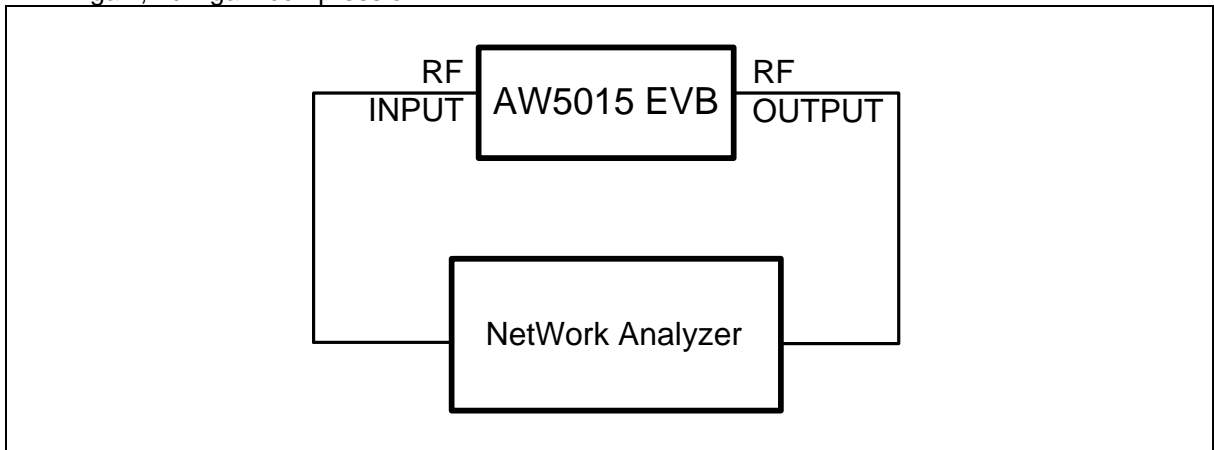 RF
INPUT
AW5015 EVB
RF
OUTPUT
NetWork Analyzer